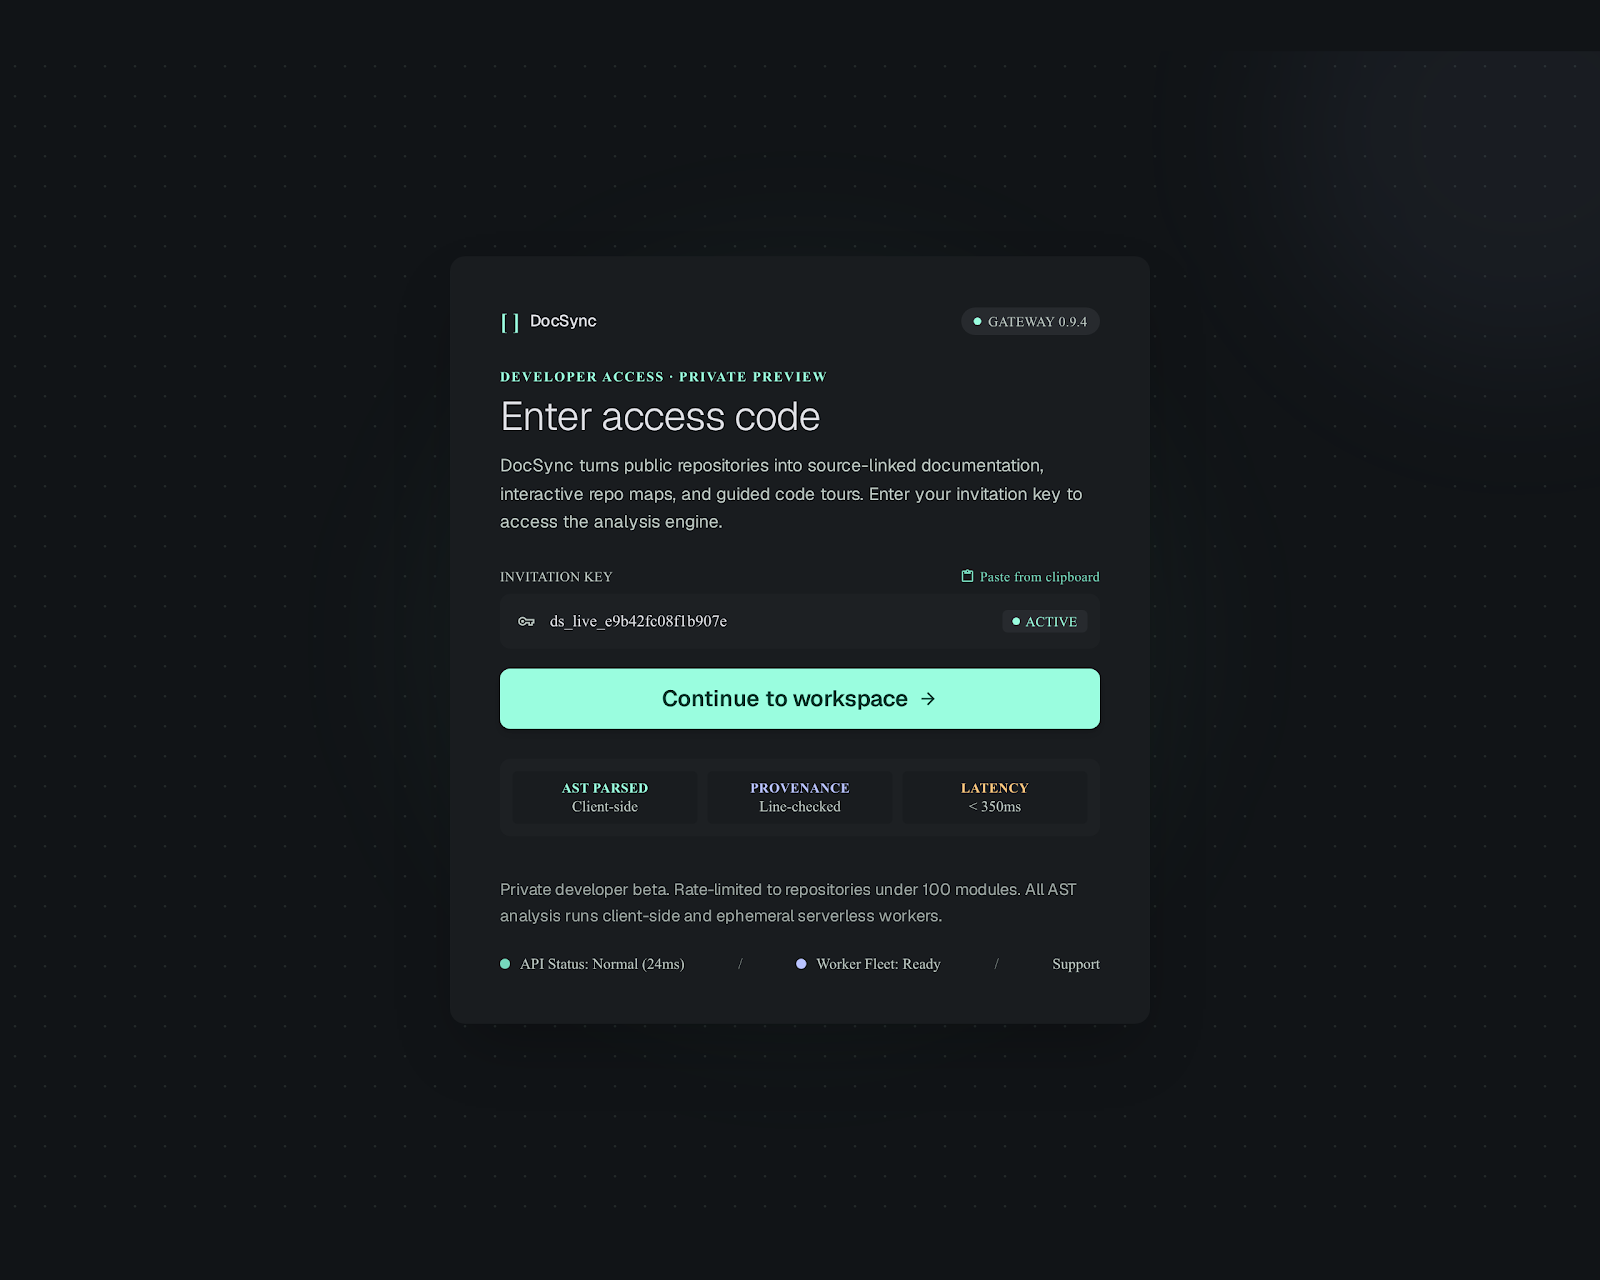 [ ] DocSync
GATEWAY 0.9.4
DEVELOPER ACCESS · PRIVATE PREVIEW
Enter access code
DocSync turns public repositories into source-linked documentation,
interactive repo maps, and guided code tours. Enter your invitation key to
access the analysis engine.
INVITATION KEY
Paste from clipboard
ds_live_e9b42fc08f1b907e
ACTIVE
Continue to workspace →
AST PARSED
Client-side
PROVENANCE
Line-checked
LATENCY
< 350ms
Private developer beta. Rate-limited to repositories under 100 modules. All AST
analysis runs client-side and ephemeral serverless workers.
API Status: Normal (24ms) / Worker Fleet: Ready / Support